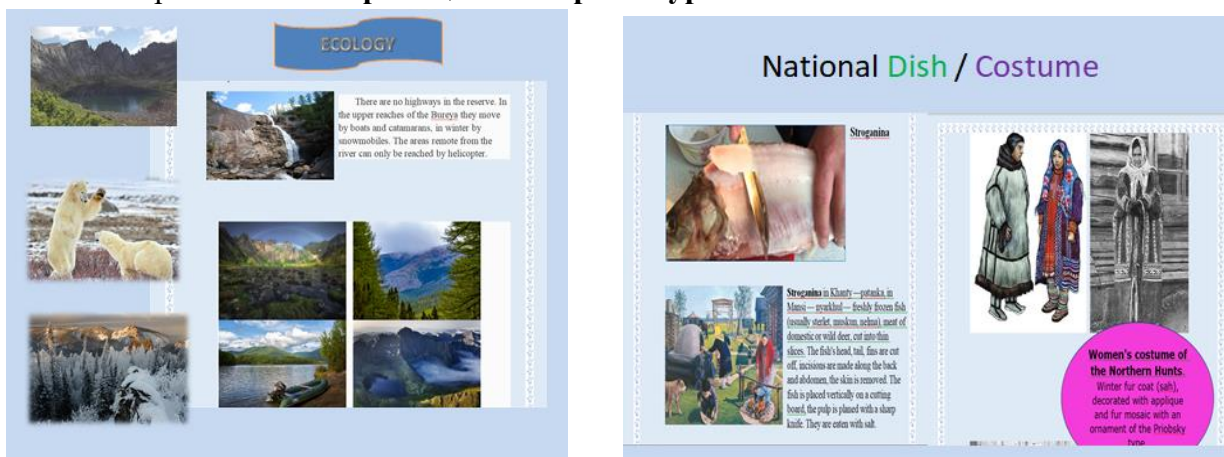 ECOLOGY
There are no highways in the reserve. In
the upper reaches of the Bureya they move
by boats and catamarans, in winter by
snowmobiles. The areas remote from the
river can only be reached by helicopter.
National Dish / Costume
Stroganina
Stroganina in Khanty —patanka, in
Mansi — nyarkhul — freshly frozen fish
(usually sterlet, muskun, nelma), meat of
domestic or wild deer, cut into thin
slices. The fish's head, tail, fins are cut
off, incisions are made along the back
and abdomen, the skin is removed. The
fish is placed vertically on a cutting
board, the pulp is planed with a sharp
knife. They are eaten with salt.
Women's costume of
the Northern Hunts.
Winter fur coat (sah),
decorated with applique
and fur mosaic with an
ornament of the Priobsky
type